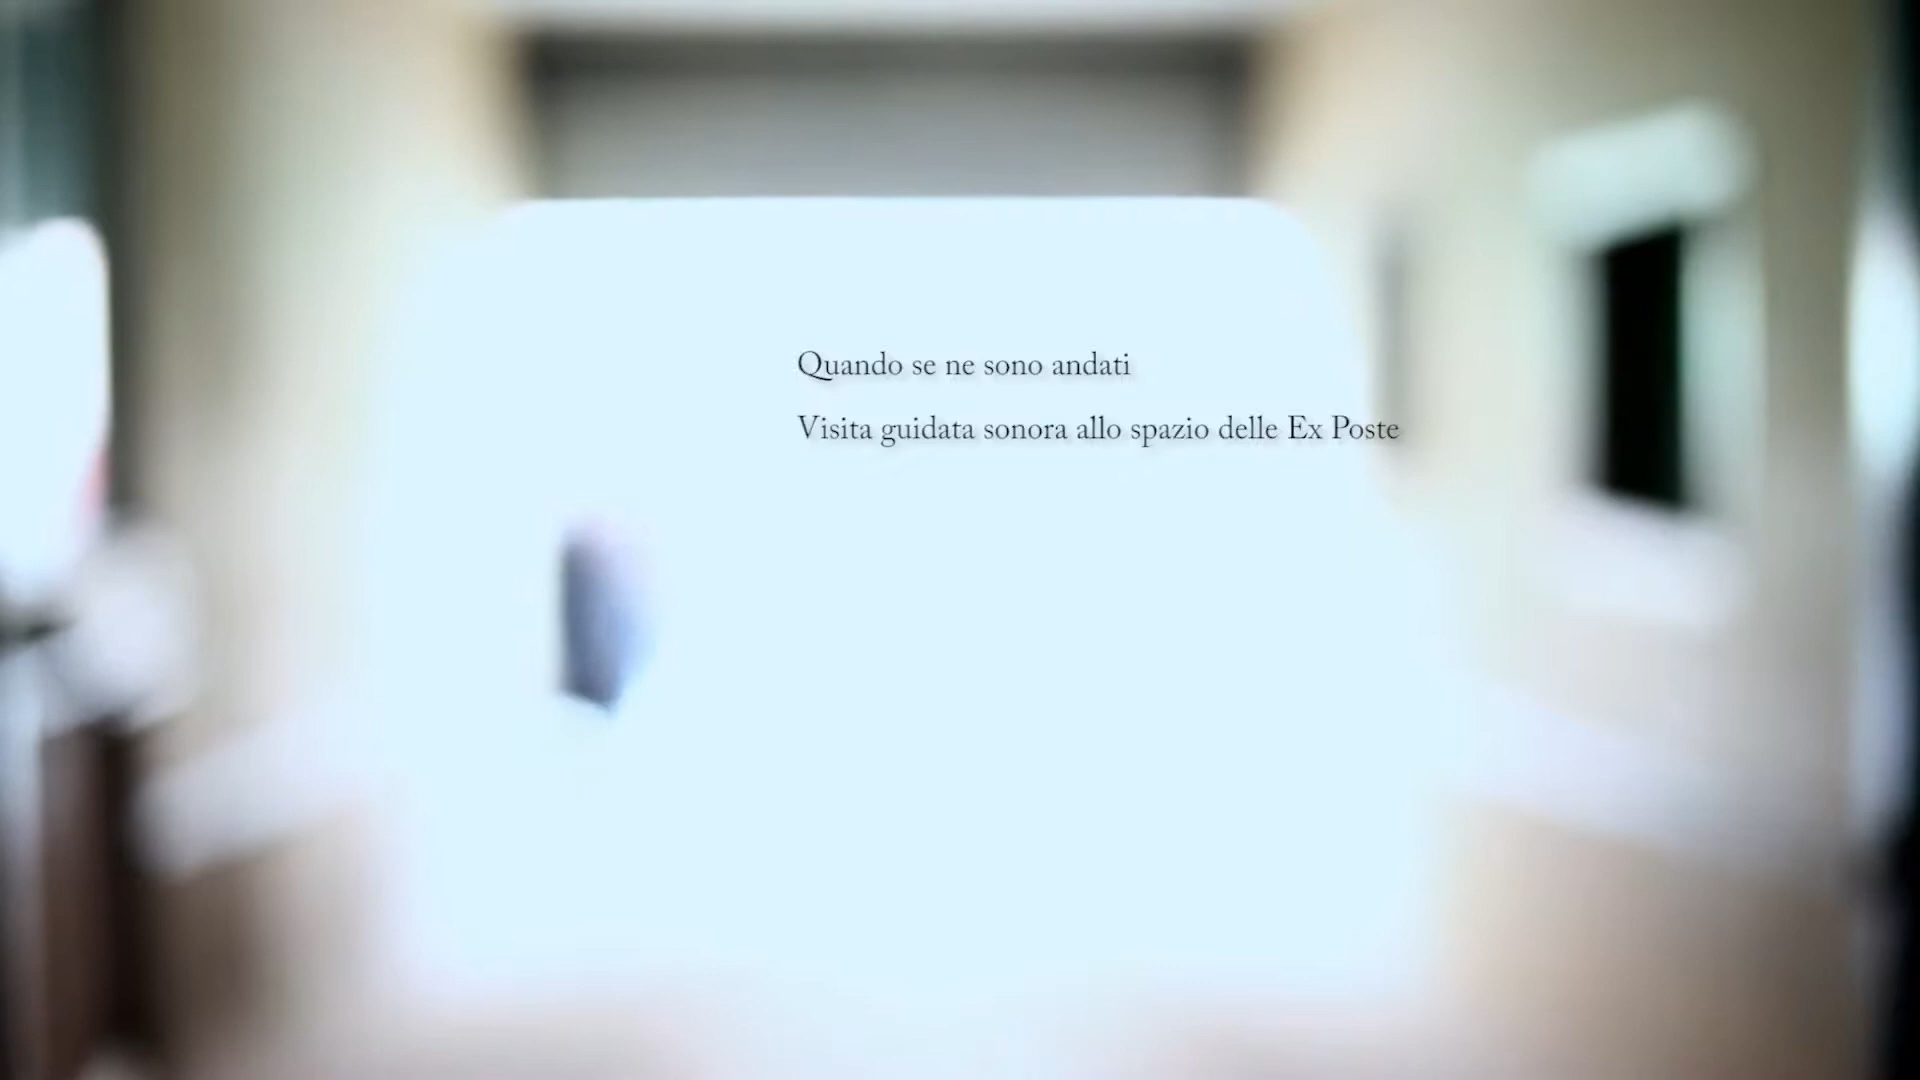 Quando se ne sono andati
Visita guidata sonora allo spazio delle Ex Poste